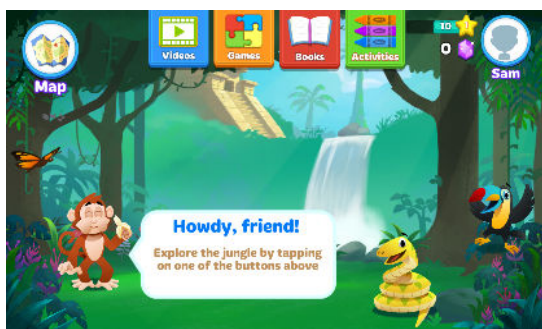 Map
Videos
Games
Books
Activities
10
0
Sam
Howdy, friend!
Explore the jungle by tapping
on one of the buttons above